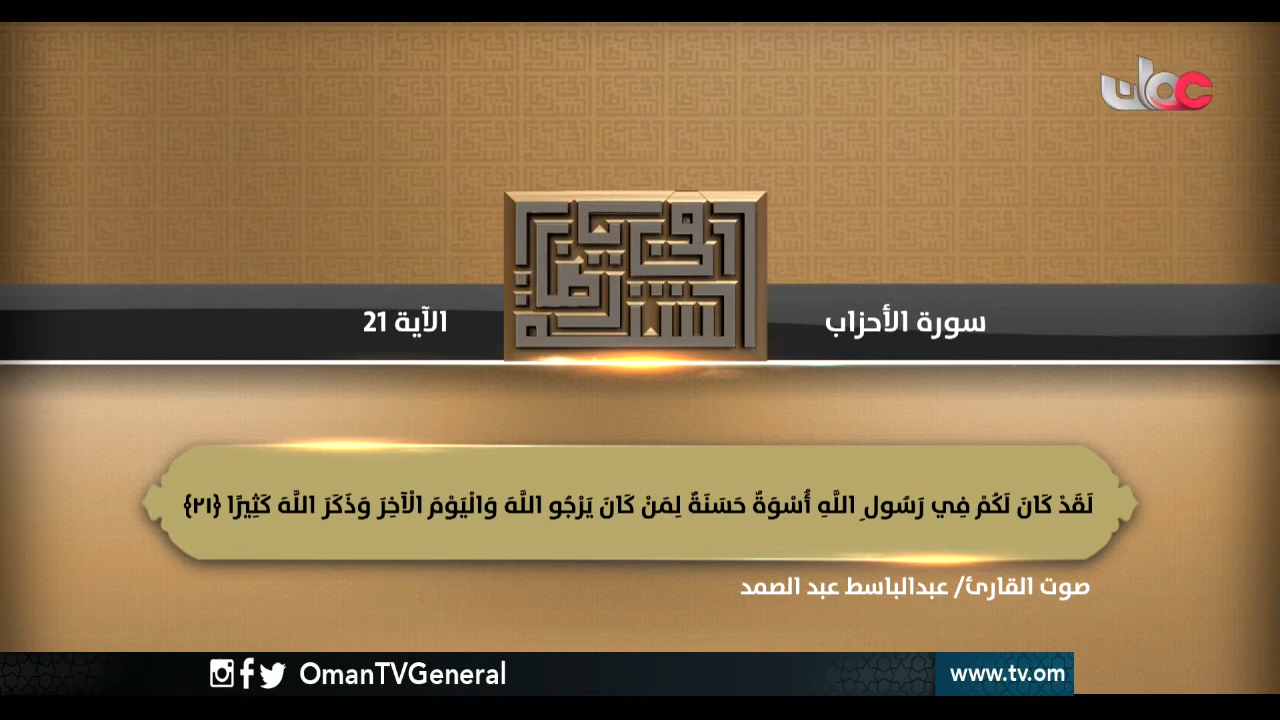 عمان
سورة الأحزاب
الآية 21
لَقَدْ كَانَ لَكُمْ فِي رَسُولِ اللَّهِ أُسْوَةٌ حَسَنَةٌ لِمَنْ كَانَ يَرْجُو اللَّهَ وَالْيَوْمَ الْآخِرَ وَذَكَرَ اللَّهَ كَثِيرًا ﴿٢١﴾
صوت القارئ/ عبدالباسط عبد الصمد
OmanTVGeneral
www.tv.om